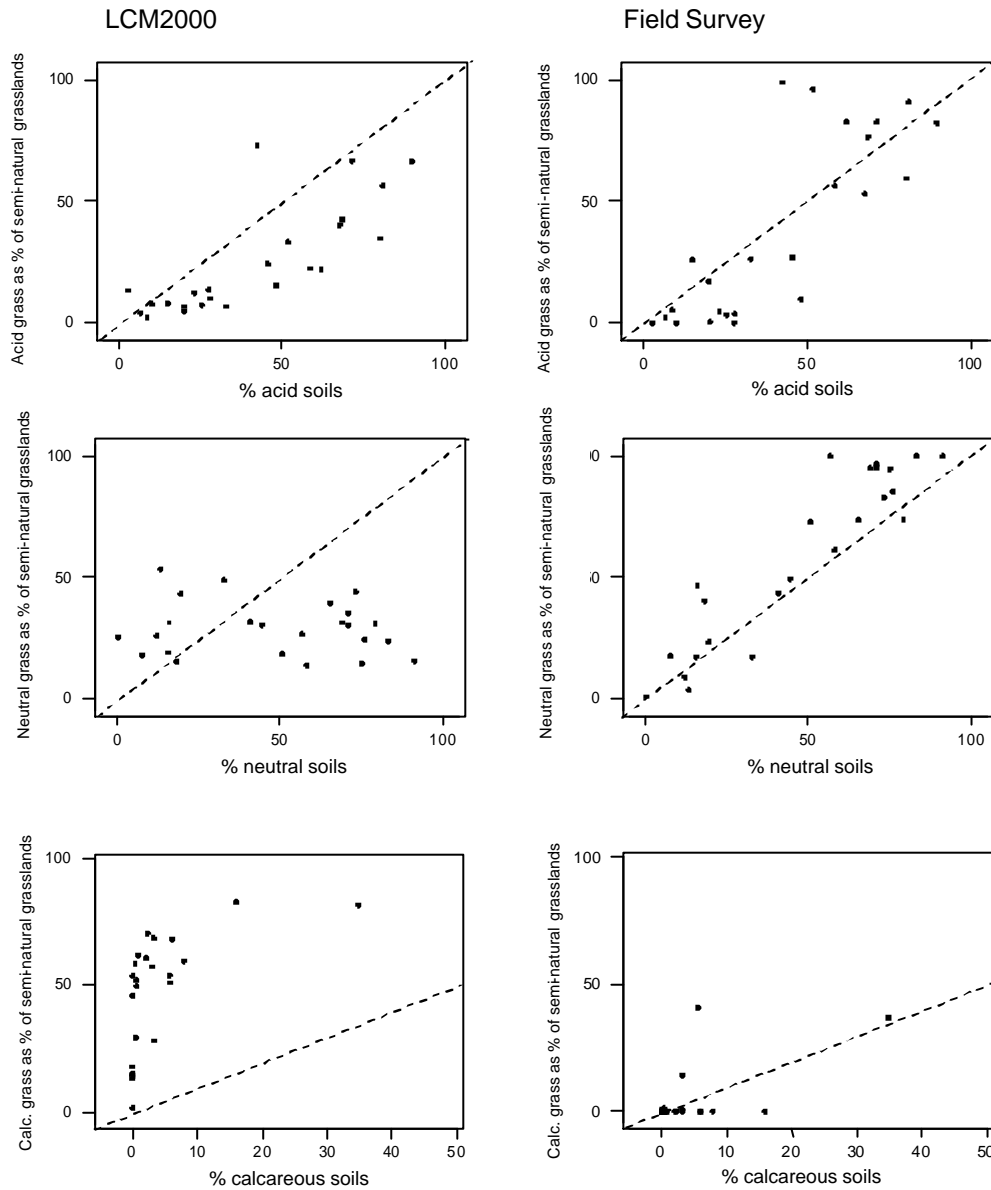 LCM2000
Field Survey
Acid grass as % of semi-natural grasslands
100
50
0
0
50
100
% acid soils
Acid grass as % of semi-natural grasslands
100
50
0
0
50
100
% acid soils
Neutral grass as % of semi-natural grasslands
100
50
0
0
50
100
% neutral soils
Neutral grass as % of semi-natural grasslands
0
0
50
100
% neutral soils
Calc. grass as % of semi-natural grasslands
100
50
0
0
10
20
30
40
50
% calcareous soils
Calc. grass as % of semi-natural grasslands
100
50
0
0
10
20
30
40
% calcareous soils